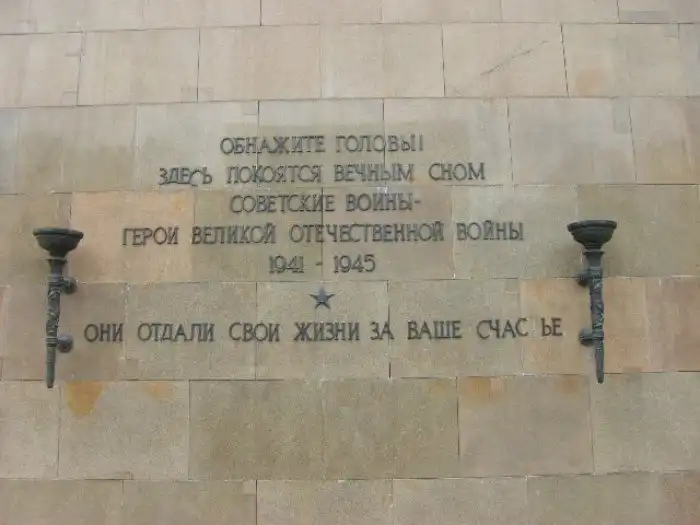 ОБНАЖИТЕ ГОЛОВЫ!
ЗДЕСЬ ПОКОЯТСЯ ВЕЧНЫМ СНОМ
СОВЕТСКИЕ ВОИНЫ-
ГЕРОИ ВЕЛИКОЙ ОТЕЧЕСТВЕННОЙ ВОЙНЫ
1941 - 1945
ОНИ ОТДАЛИ СВОИ ЖИЗНИ ЗА ВАШЕ СЧАС ЬЕ